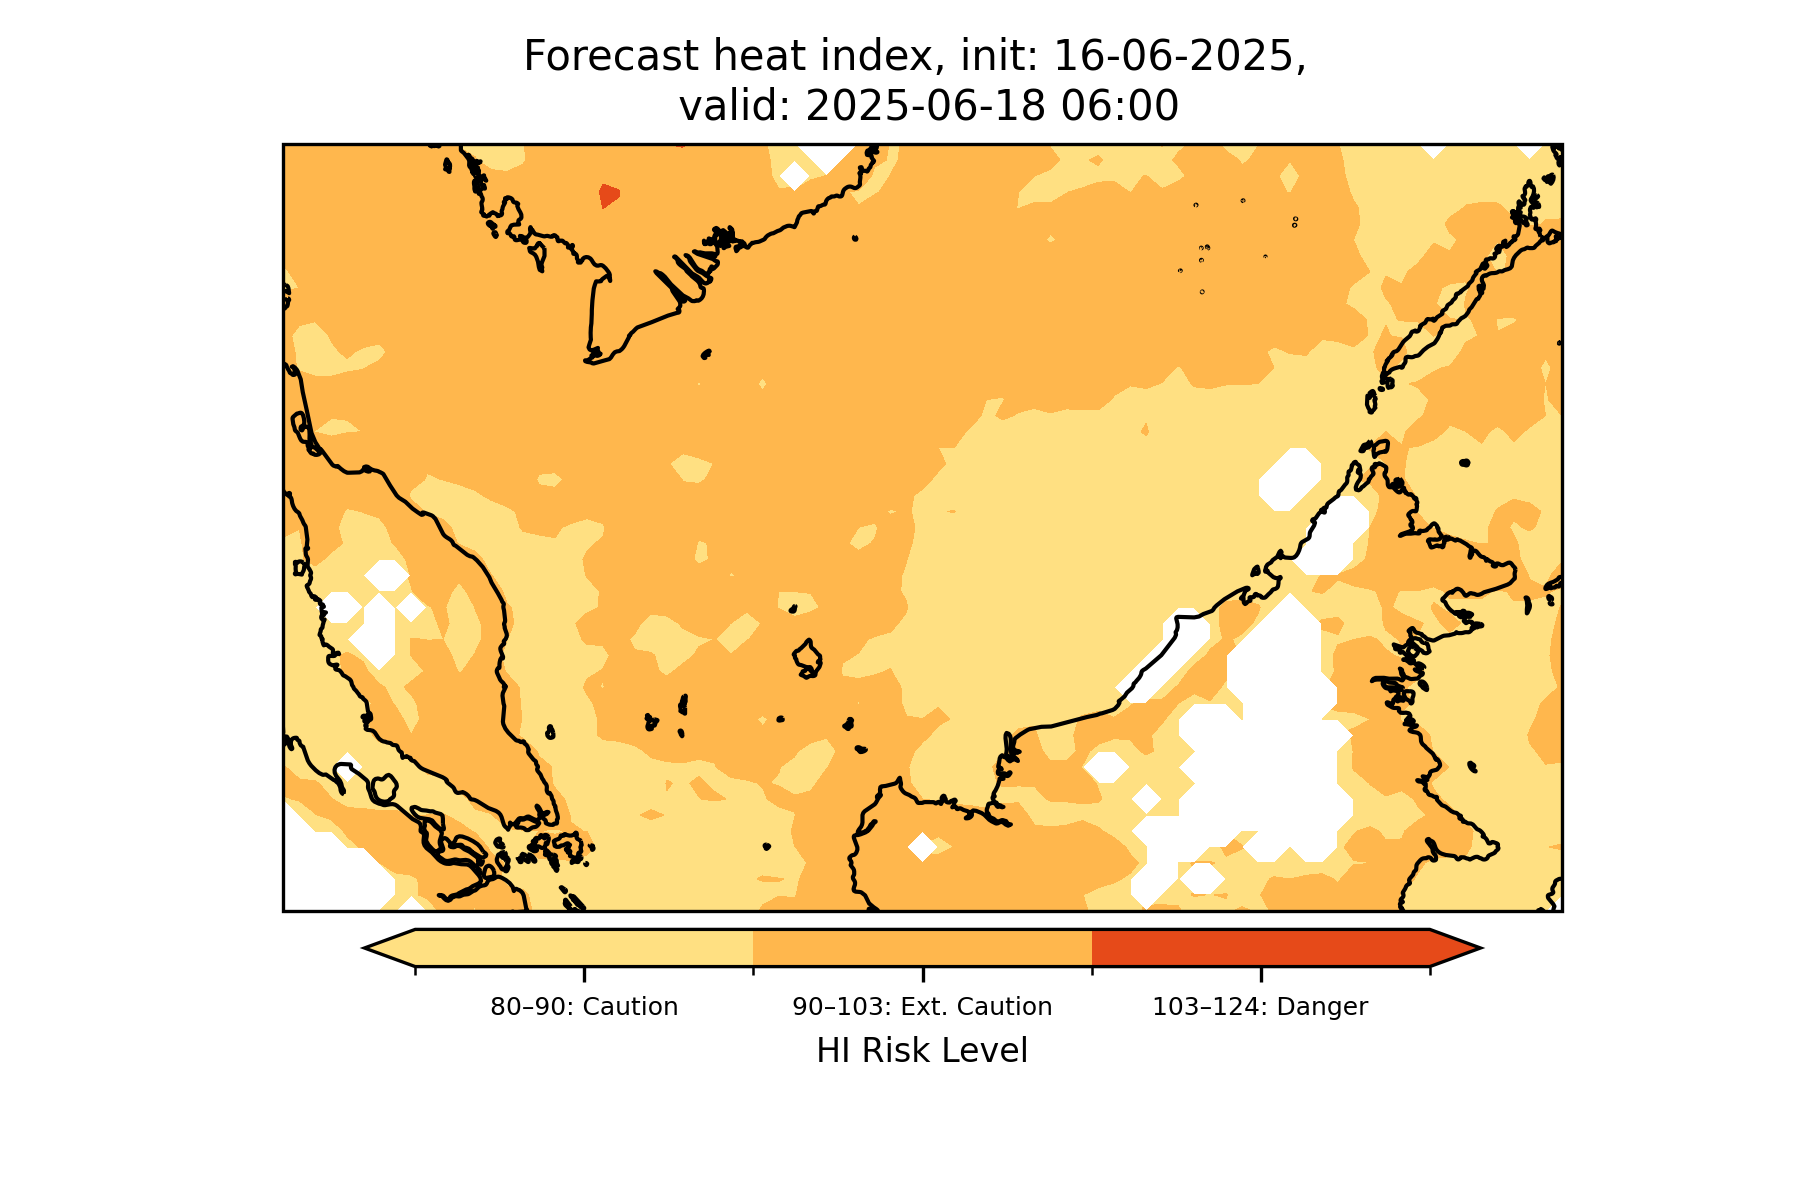 Forecast heat index, init: 16-06-2025,
valid: 2025-06-18 06:00
80–90: Caution
90–103: Ext. Caution
103–124: Danger
HI Risk Level